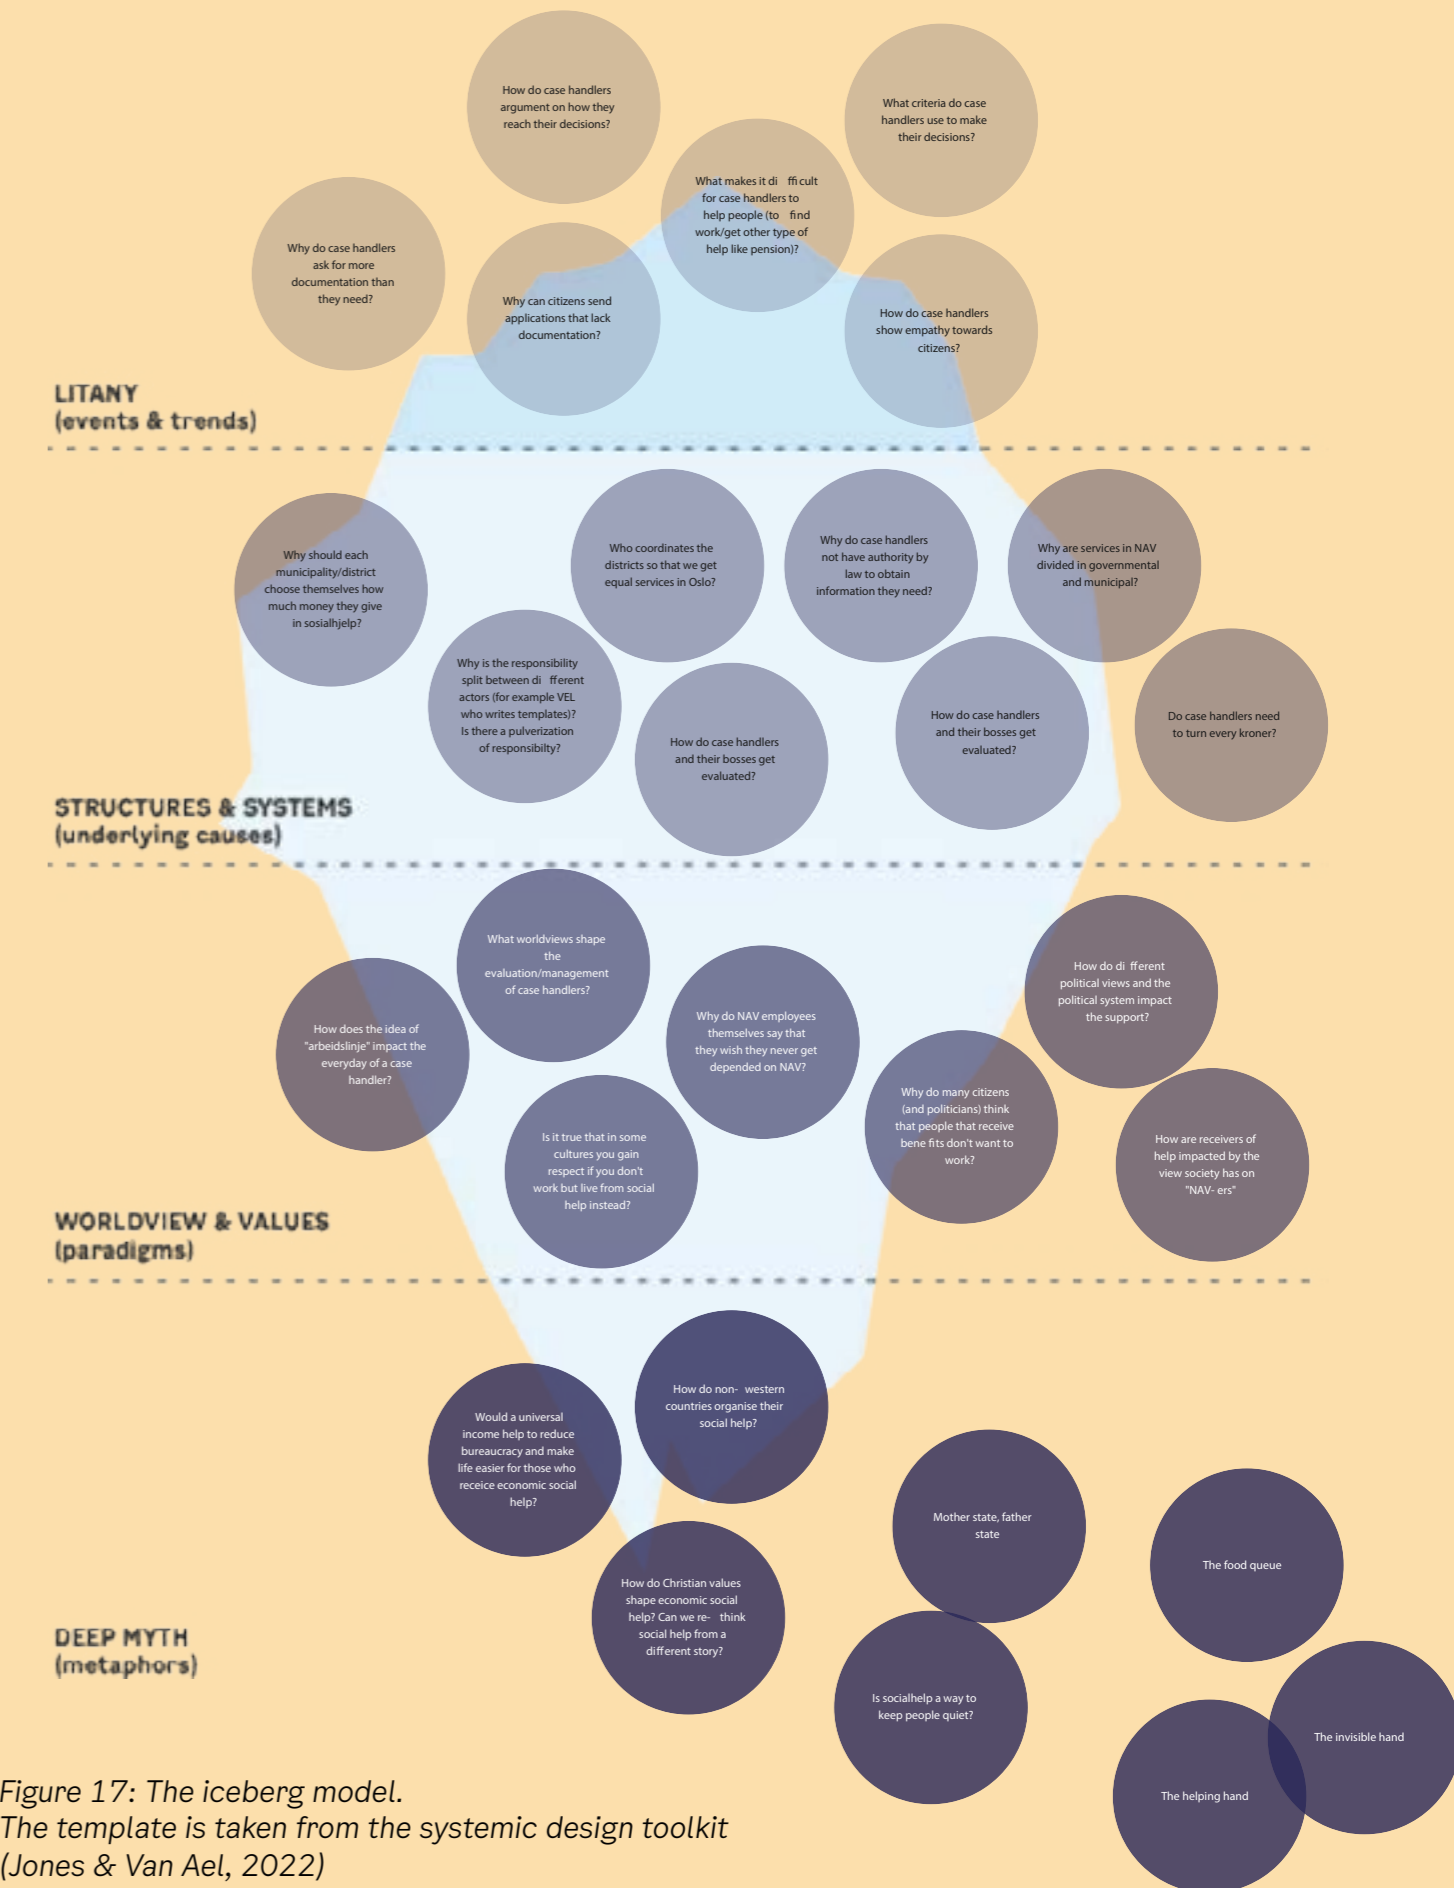 How do case handlers
argument on how they
reach their decisions?
What criteria do case
handlers use to make
their decisions?
What makes it di fficult
for case handlers to
help people (to find
work/get other type of
help like pension)?
Why do case handlers
ask for more
documentation than
they need?
Why can citizens send
applications that lack
documentation?
How do case handlers
show empathy towards
citizens?
LITANY
(events & trends)
Why should each
municipality/district
choose themselves how
much money they give
in sosialhjelp?
Who coordinates the
districts so that we get
equal services in Oslo?
Why do case handlers
not have authority by
law to obtain
information they need?
Why are services in NAV
divided in governmental
and municipal?
Why is the responsibility
split between di fferent
actors (for example VEL
who writes templates)?
Is there a pulverization
of responsibilty?
How do case handlers
and their bosses get
evaluated?
How do case handlers
and their bosses get
evaluated?
Do case handlers need
to turn every kroner?
STRUCTURES & SYSTEMS
(underlying causes)
What worldviews shape
the
evaluation/management
of case handlers?
How does the idea of
"arbeidslinje" impact the
everyday of a case
handler?
Why do NAV employees
themselves say that
they wish they never get
depended on NAV?
How do di fferent
political views and the
political system impact
the support?
Is it true that in some
cultures you gain
respect if you don't
work but live from social
help instead?
Why do many citizens
(and politicians) think
that people that receive
bene fits don't want to
work?
How are receivers of
help impacted by the
view society has on
"NAV- ers"
WORLDVIEW & VALUES
(paradigms)
Would a universal
income help to reduce
bureaucracy and make
life easier for those who
receice economic social
help?
How do non- western
countries organise their
social help?
How do Christian values
shape economic social
help? Can we re- think
social help from a
different story?
Mother state, father
state
The food queue
Is socialhelp a way to
keep people quiet?
The invisible hand
The helping hand
DEEP MYTH
(metaphors)
Figure 17: The iceberg model.
The template is taken from the systemic design toolkit
(Jones & Van Ael, 2022)